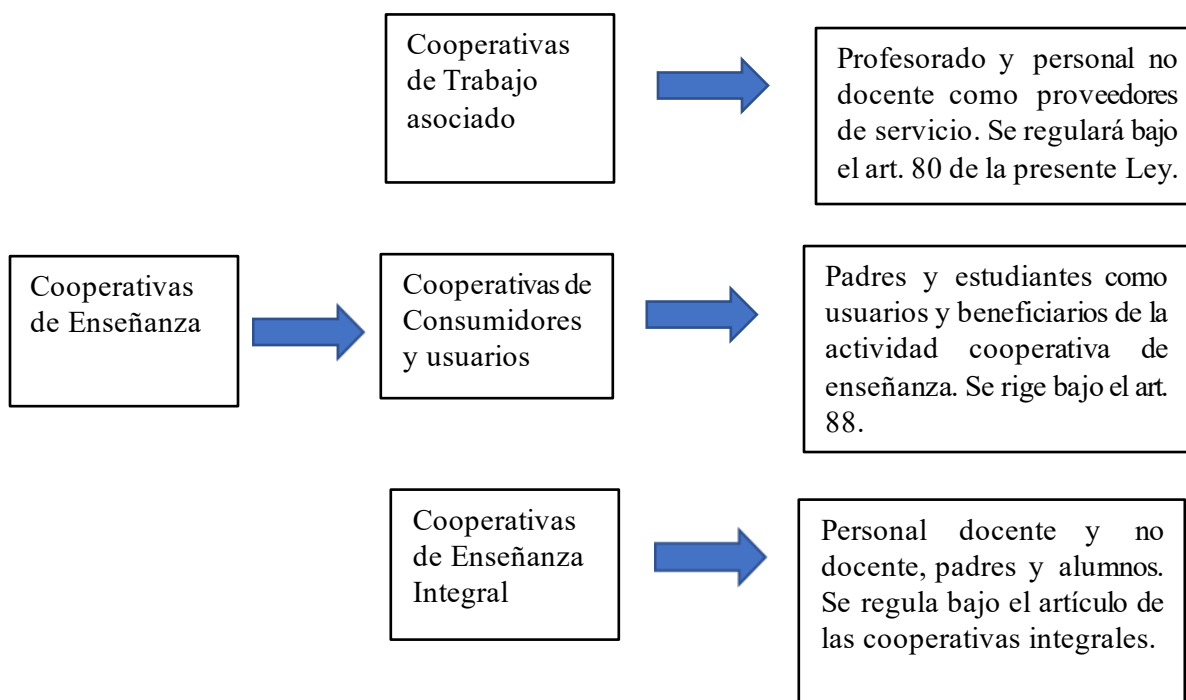 Cooperativas
de Trabajo
asociado
Profesorado y personal no
docente como proveedores
de servicio. Se regulará bajo
el art. 80 de la presente Ley.
Cooperativas
de Enseñanza
Cooperativas de
Consumidores
y usuarios
Padres y estudiantes como
usuarios y beneficiarios de la
actividad cooperativa de
enseñanza. Se rige bajo el art.
88.
Cooperativas
de Enseñanza
Integral
Personal docente y no
docente, padres y alumnos.
Se regula bajo el artículo de
las cooperativas integrales.